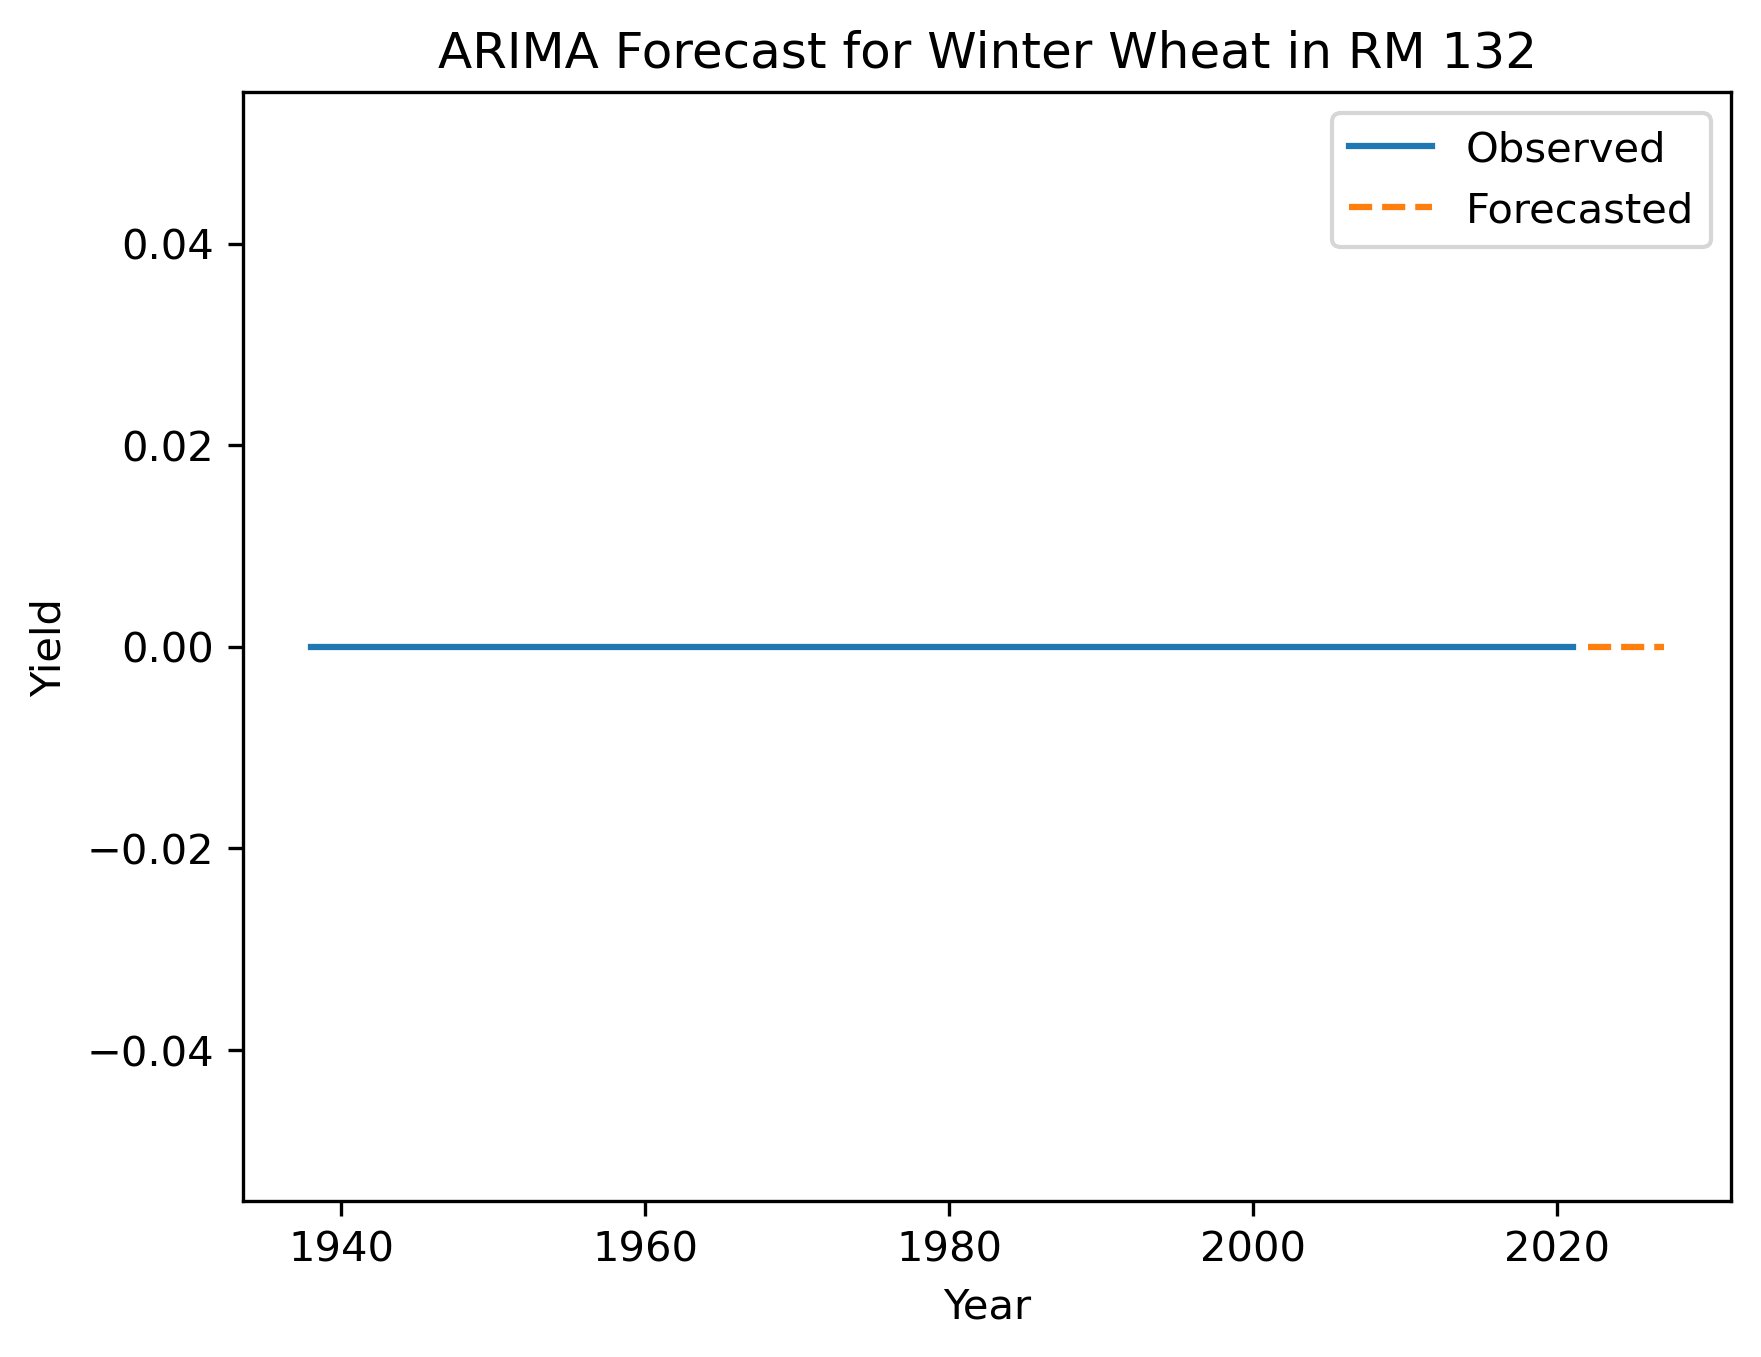 ARIMA Forecast for Winter Wheat in RM 132
Observed
Forecasted
0.04
0.02
0.00
−0.02
−0.04
Yield
1940 1960 1980 2000 2020
Year